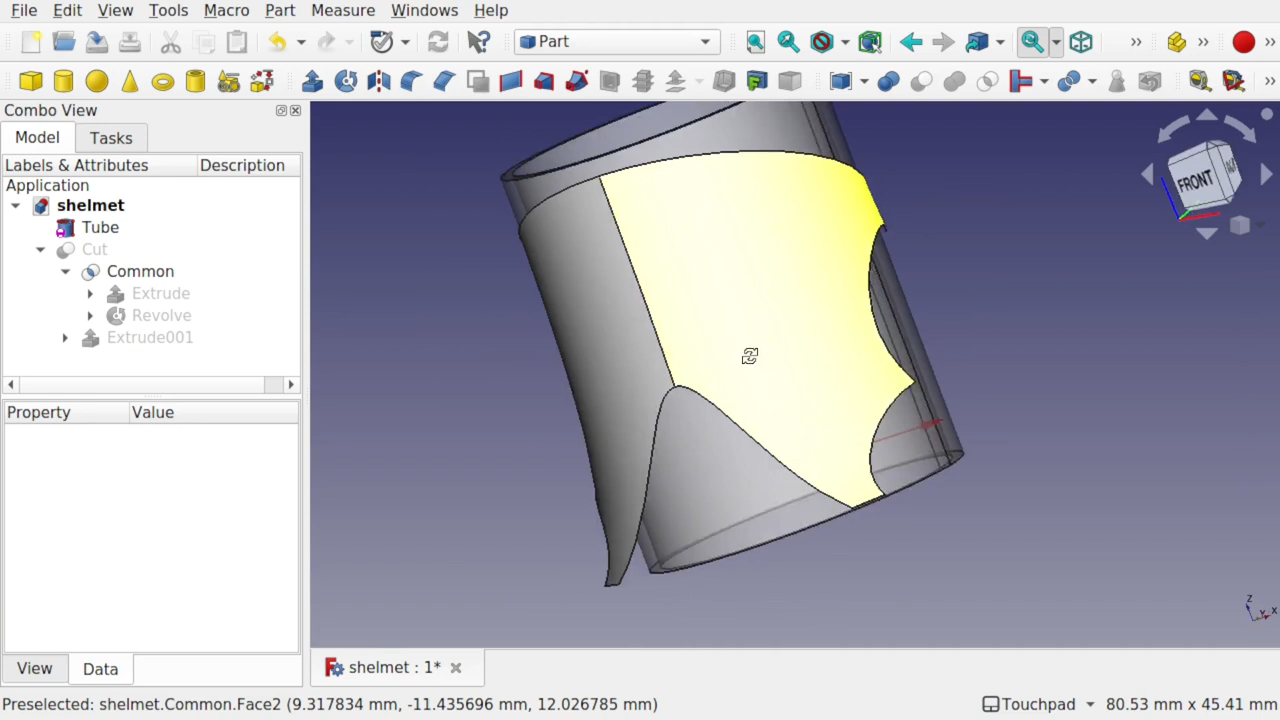 File Edit View Tools Macro Part Measure Windows Help
Part
Combo View
Model Tasks
Labels & Attributes Description
Application
shelmet
Tube
Cut
Common
Extrude
Revolve
Extrude001
Property Value
View Data
FRONT
Z
Y X
shelmet : 1*
Preselected: shelmet.Common.Face2 (9.317834 mm, -11.435696 mm, 12.026785 mm) Touchpad 80.53 mm x 45.41 mm